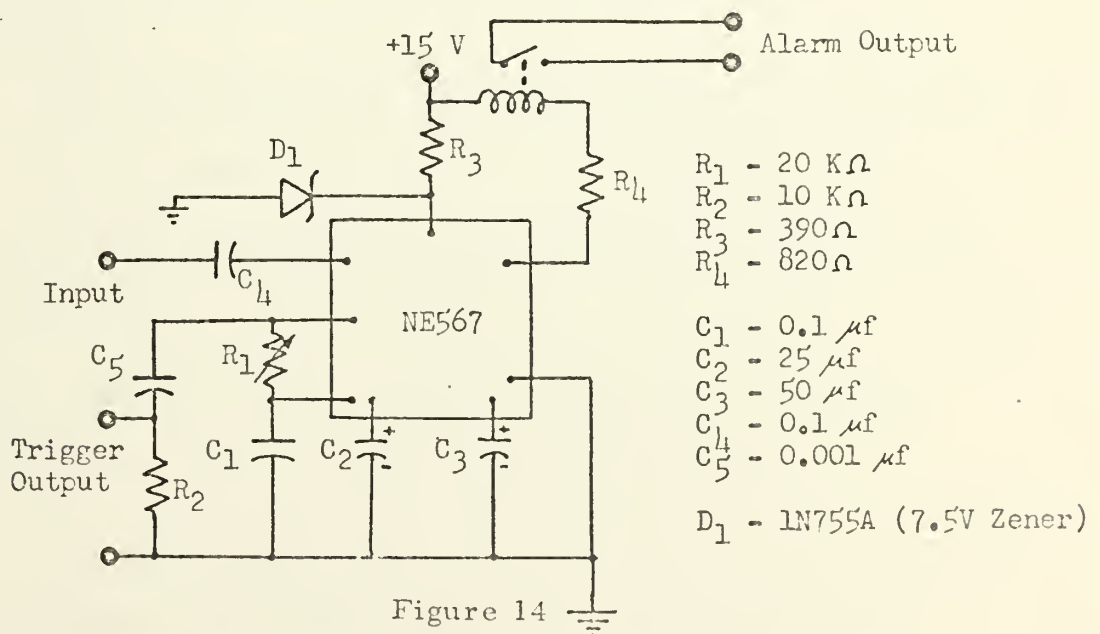 +15 V
Alarm Output
D1
R3
R4
Input
C4
NE567
R1
C5
Trigger
Output
R2
C1
C2
+
-
C3
+
-
R1 - 20 KΩ
R2 - 10 KΩ
R3 - 390Ω
R4 - 820Ω
C1 - 0.1 μf
C2 - 25 μf
C3 - 50 μf
C4 - 0.1 μf
C5 - 0.001 μf
D1 - 1N755A (7.5V Zener)
Figure 14